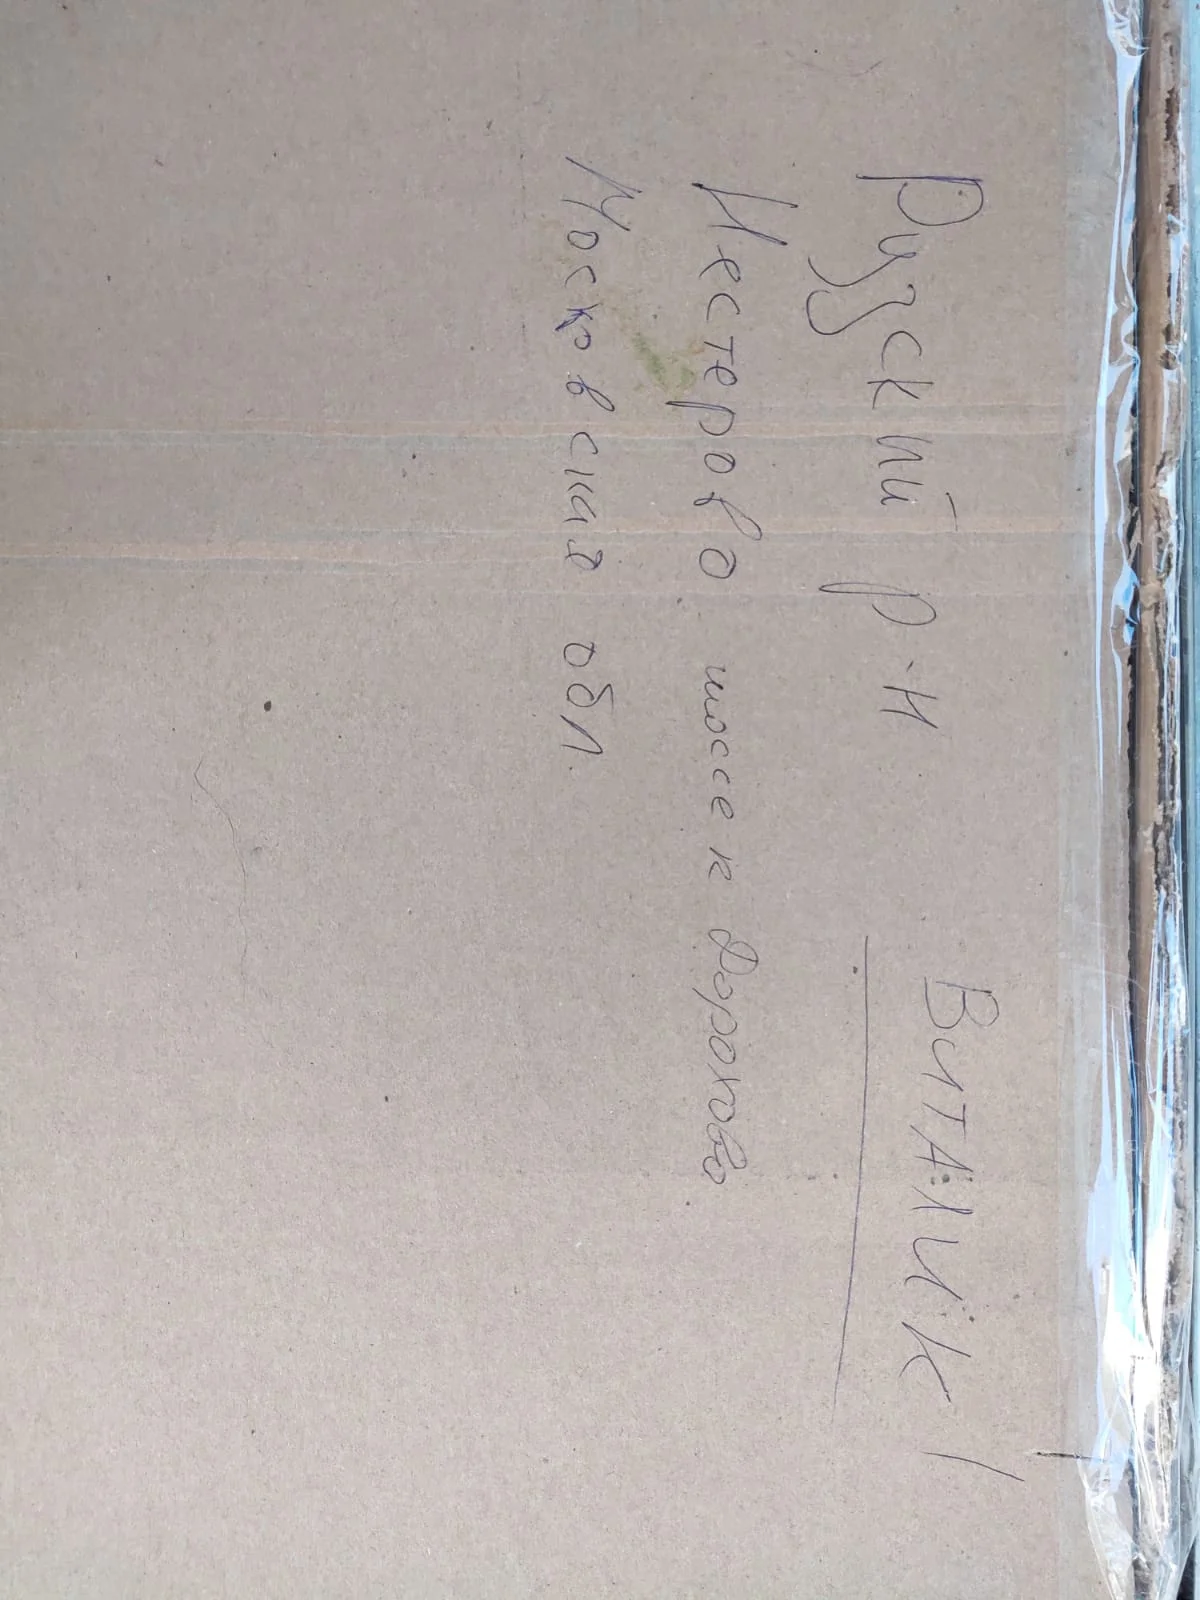 Рузский р-н
Виталик
Нестерово шоссе к Дорохово
Московская обл.